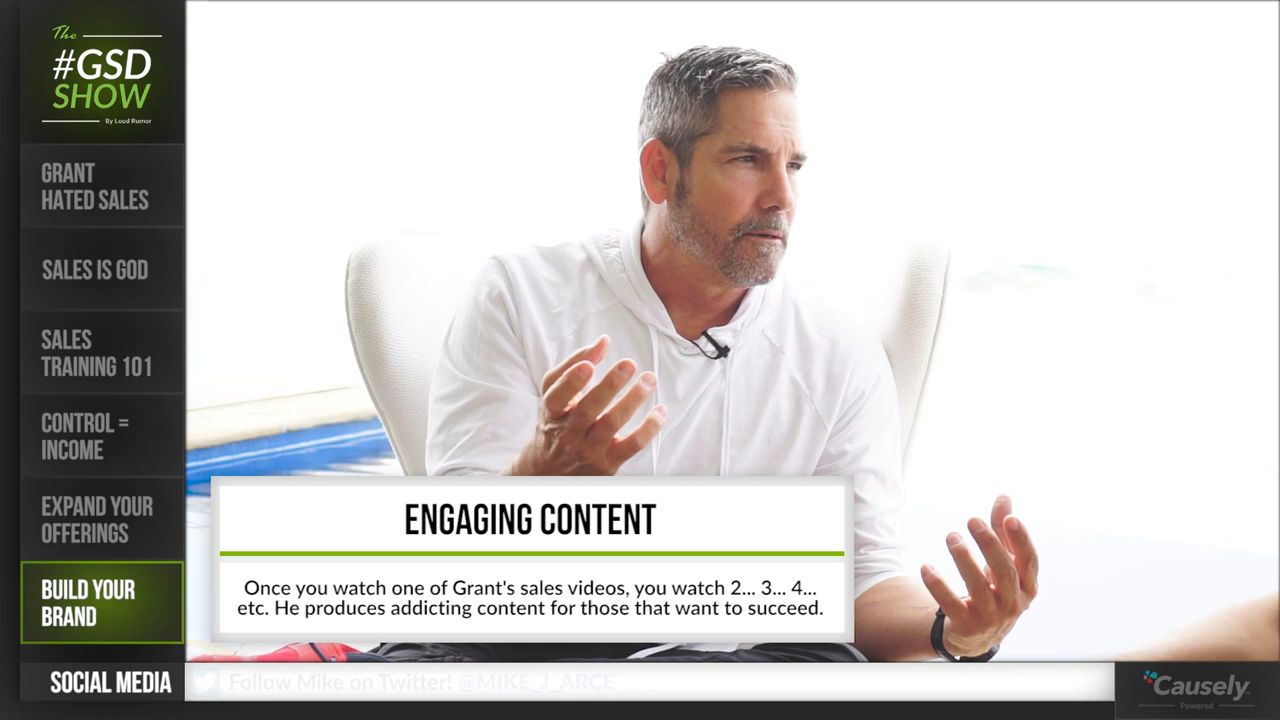 The
#GSD
SHOW
By Loud Rumor
GRANT
HATED SALES
SALES IS GOD
SALES
TRAINING 101
CONTROL =
INCOME
EXPAND YOUR
OFFERINGS
BUILD YOUR
BRAND
SOCIAL MEDIA
ENGAGING CONTENT
Once you watch one of Grant's sales videos, you watch 2... 3... 4...
etc. He produces addicting content for those that want to succeed.
Follow Mike on Twitter! @MIKE_J_ARCE
Causely
Powered